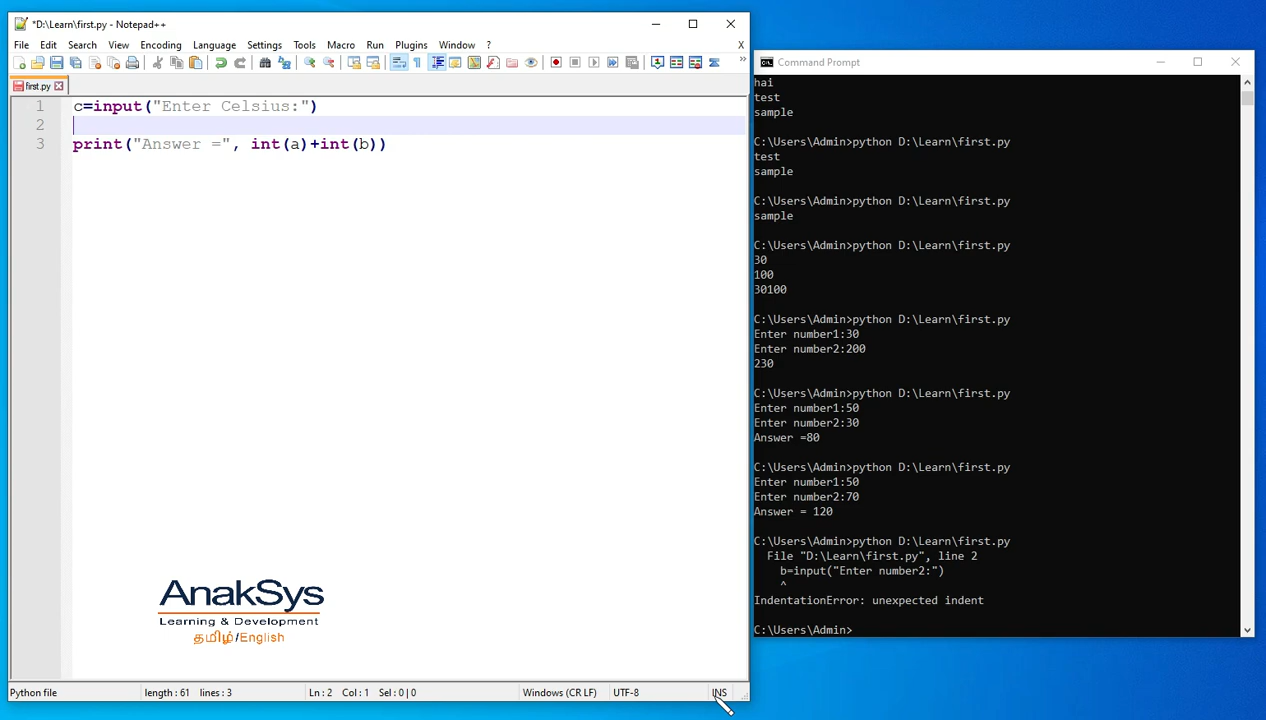 *D:\Learn\first.py - Notepad++
File Edit Search View Encoding Language Settings Tools Macro Run Plugins Window ? X
first.py
1 c=input("Enter Celsius:")
2
3 print("Answer =", int(a)+int(b))
AnakSys
Learning & Development
தமிழ்/English
Python file length : 61 lines : 3 Ln : 2 Col : 1 Sel : 0 | 0 Windows (CR LF) UTF-8 INS
Command Prompt
hai
test
sample
C:\Users\Admin>python D:\Learn\first.py
test
sample
C:\Users\Admin>python D:\Learn\first.py
sample
C:\Users\Admin>python D:\Learn\first.py
30
100
30100
C:\Users\Admin>python D:\Learn\first.py
Enter number1:30
Enter number2:200
230
C:\Users\Admin>python D:\Learn\first.py
Enter number1:50
Enter number2:30
Answer =80
C:\Users\Admin>python D:\Learn\first.py
Enter number1:50
Enter number2:70
Answer = 120
C:\Users\Admin>python D:\Learn\first.py
File "D:\Learn\first.py", line 2
b=input("Enter number2:")
^
IndentationError: unexpected indent
C:\Users\Admin>